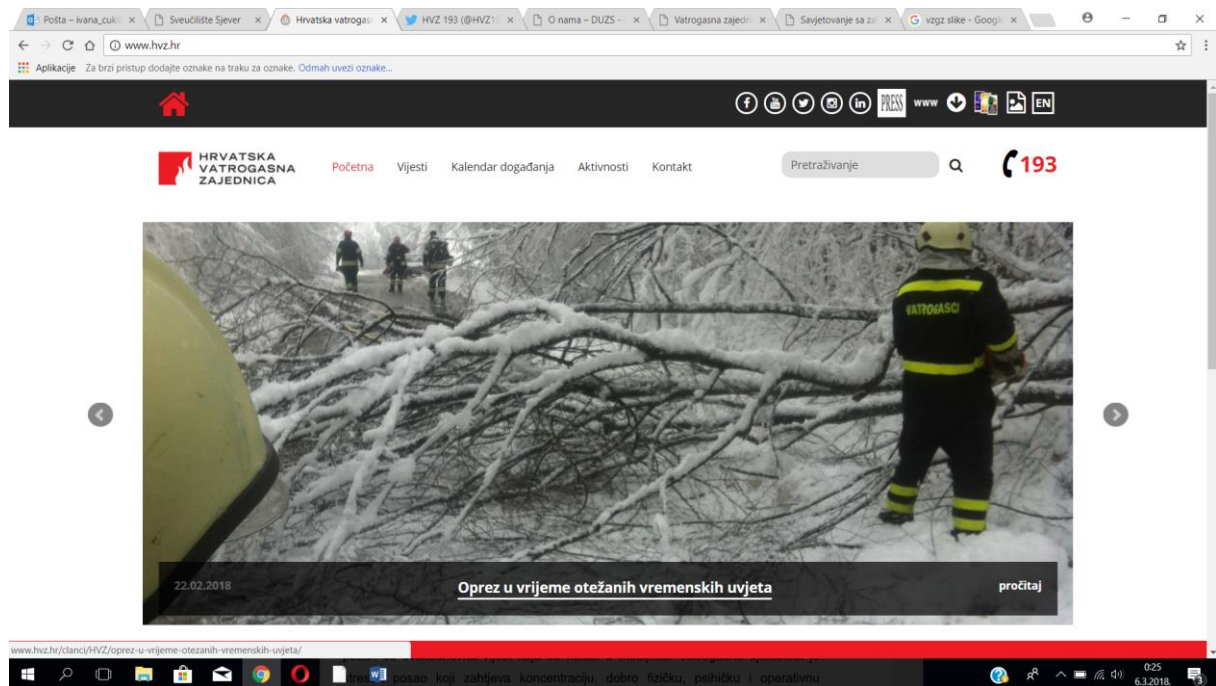 Pošta – ivana_cuki
Sveučilište Sjever
Hrvatska vatrogas
HVZ 193 (@HVZ19
O nama – DUZS –
Vatrogasna zajedn
Savjetovanje sa za
vzgz slike - Googl
www.hvz.hr
Aplikacije Za brzi pristup dodajte oznake na traku za oznake. Odmah uvezi oznake...
PRESS www EN
HRVATSKA
VATROGASNA
ZAJEDNICA
Početna Vijesti Kalendar događanja Aktivnosti Kontakt
Pretraživanje
193
VATROGASCI
22.02.2018 Oprez u vrijeme otežanih vremenskih uvjeta pročitaj
www.hvz.hr/clanci/HVZ/oprez-u-vrijeme-otezanih-vremenskih-uvjeta/
posao koji zahtjeva koncentraciju, dobro fizičku, psihičku i operativnu
0:25
6.3.2018.
3